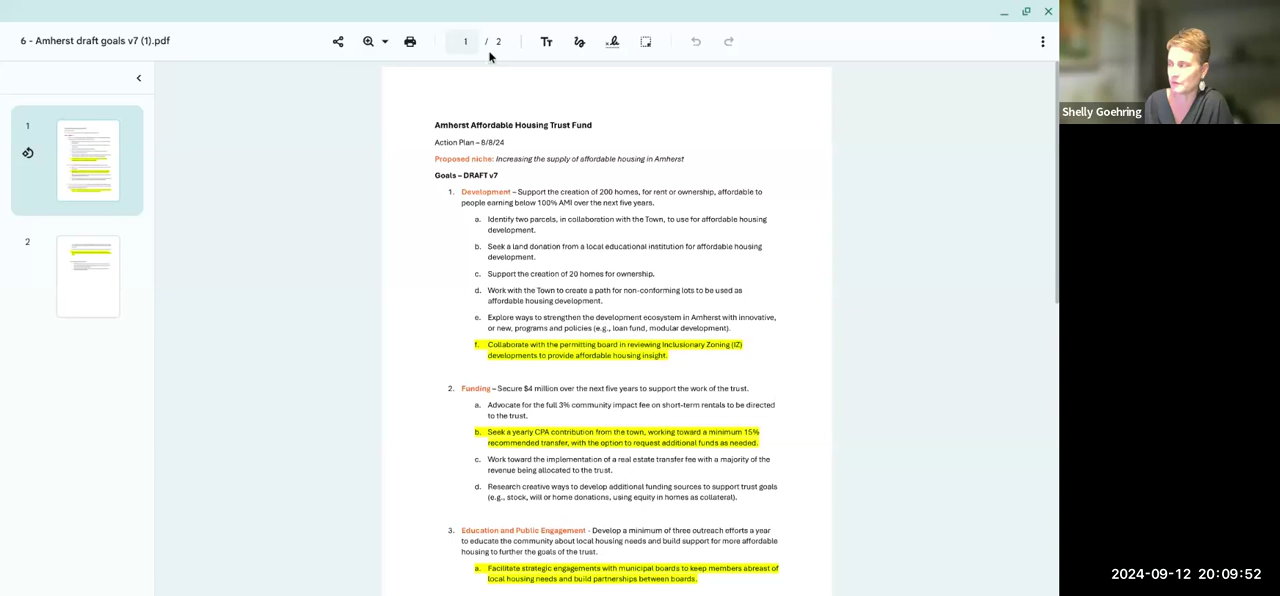 6 - Amherst draft goals v7 (1).pdf
1 / 2
Shelly Goehring
1
2
Amherst Affordable Housing Trust Fund
Action Plan – 8/8/24
Proposed niche: Increasing the supply of affordable housing in Amherst
Goals – DRAFT v7
1. Development – Support the creation of 200 homes, for rent or ownership, affordable to
people earning below 100% AMI over the next five years.
a. Identify two parcels, in collaboration with the Town, to use for affordable housing
development.
b. Seek a land donation from a local educational institution for affordable housing
development.
c. Support the creation of 20 homes for ownership.
d. Work with the Town to create a path for non-conforming lots to be used as
affordable housing development.
e. Explore ways to strengthen the development ecosystem in Amherst with innovative,
or new, programs and policies (e.g., loan fund, modular development).
f. Collaborate with the permitting board in reviewing Inclusionary Zoning (IZ)
developments to provide affordable housing insight.
2. Funding – Secure $4 million over the next five years to support the work of the trust.
a. Advocate for the full 3% community impact fee on short-term rentals to be directed
to the trust.
b. Seek a yearly CPA contribution from the town, working toward a minimum 15%
recommended transfer, with the option to request additional funds as needed.
c. Work toward the implementation of a real estate transfer fee with a majority of the
revenue being allocated to the trust.
d. Research creative ways to develop additional funding sources to support trust goals
(e.g., stock, will or home donations, using equity in homes as collateral).
3. Education and Public Engagement - Develop a minimum of three outreach efforts a year
to educate the community about local housing needs and build support for more affordable
housing to further the goals of the trust.
a. Facilitate strategic engagements with municipal boards to keep members abreast of
local housing needs and build partnerships between boards.
2024-09-12 20:09:52